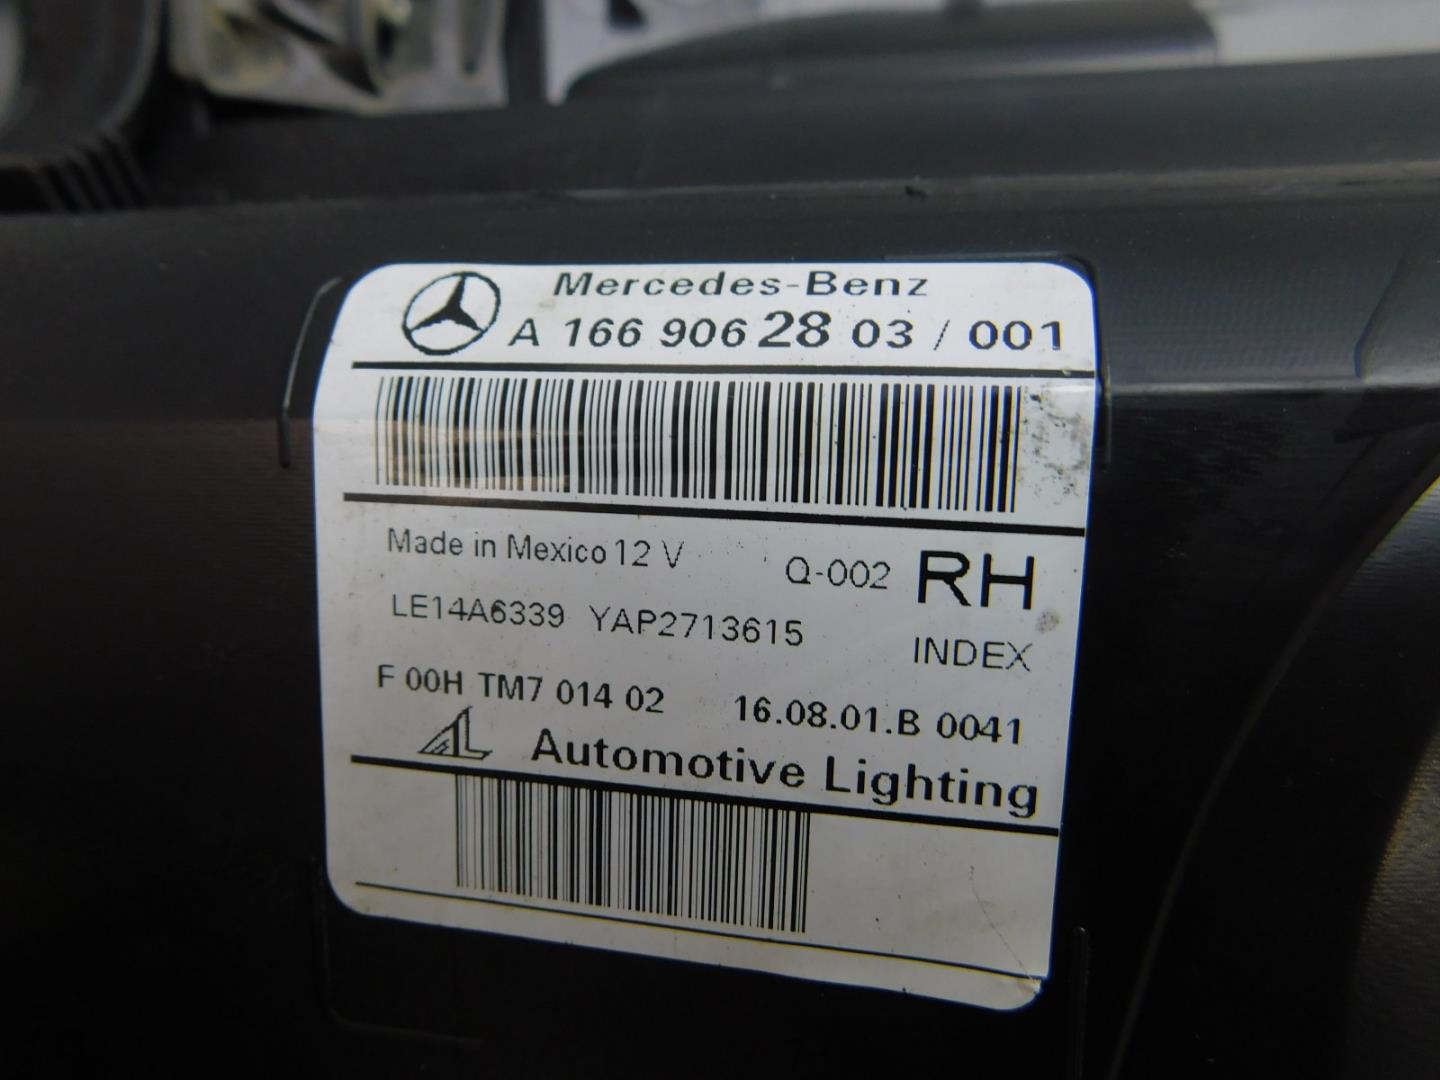 Mercedes-Benz
A 166 906 28 03 / 001
Made in Mexico 12 V Q-002 RH
LE14A6339 YAP2713615 INDEX
F 00H TM7 014 02 16.08.01.B 0041
AL Automotive Lighting